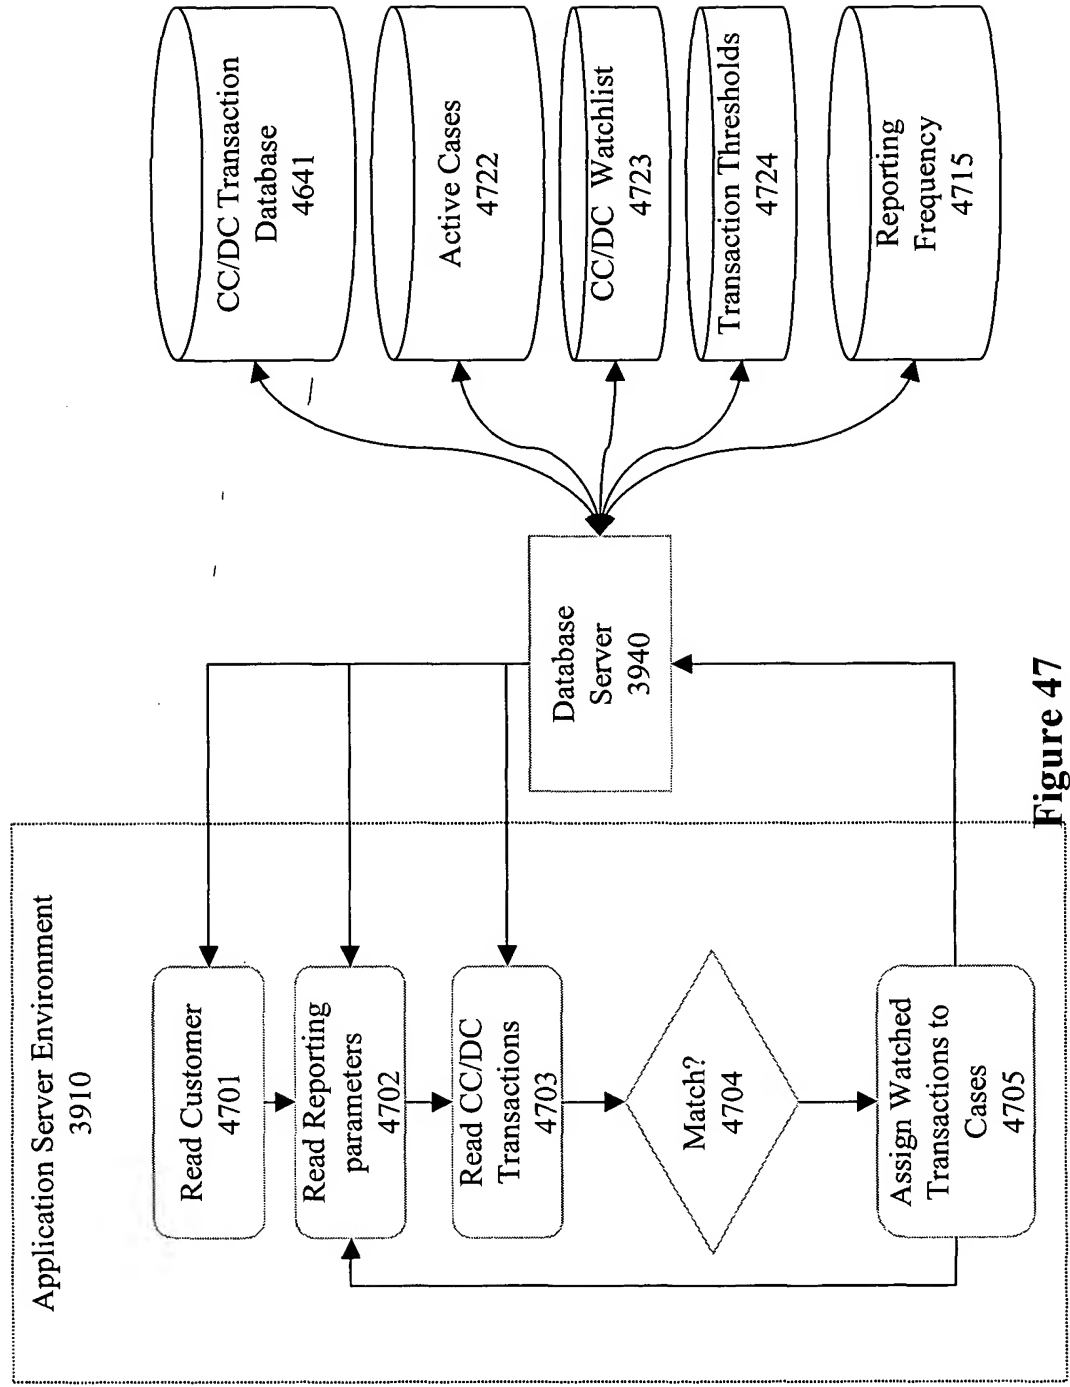 Application Server Environment
3910
Read Customer
4701
Read Reporting
parameters
4702
Read CC/DC
Transactions
4703
Match?
4704
Assign Watched
Transactions to
Cases
4705
Database
Server
3940
CC/DC Transaction
Database
4641
Active Cases
4722
CC/DC Watchlist
4723
Transaction Thresholds
4724
Reporting
Frequency
4715
Figure 47